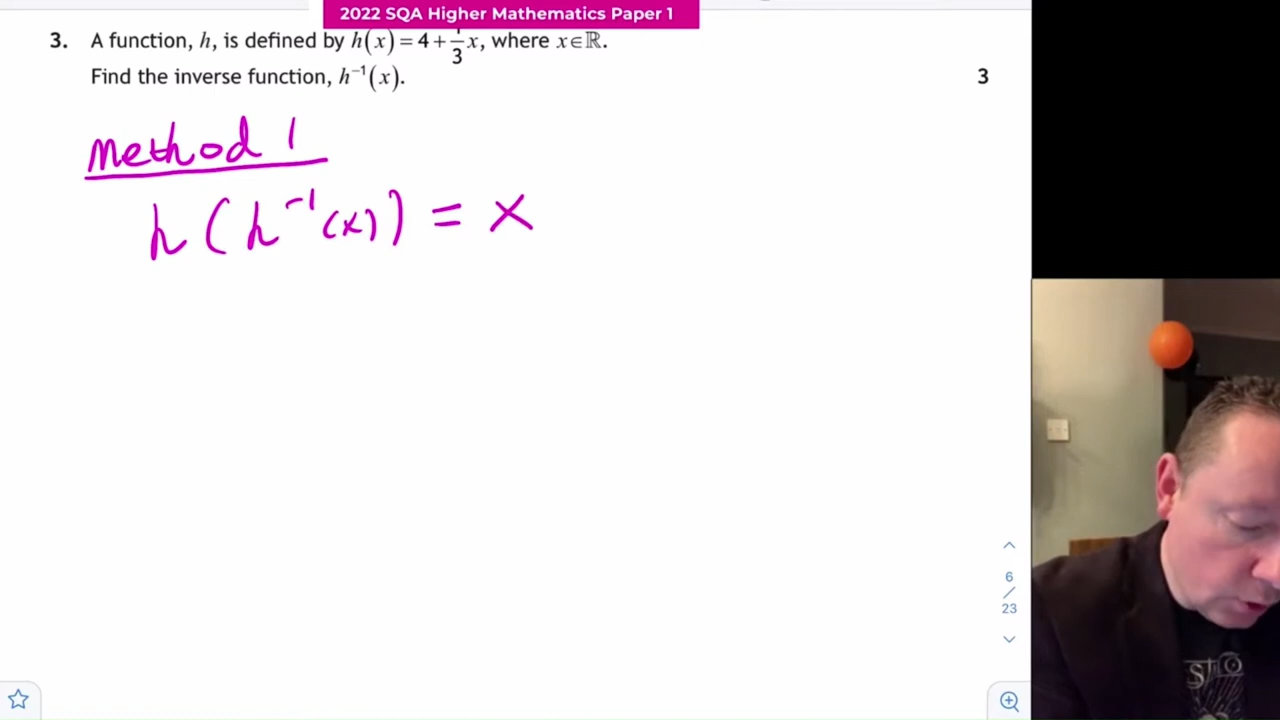 2022 SQA Higher Mathematics Paper 1
3. A function, h, is defined by h(x) = 4 + 1/3 x, where x ∈ ℝ.
Find the inverse function, h⁻¹(x). 3
Method 1
h(h⁻¹(x)) = x
6
/
23